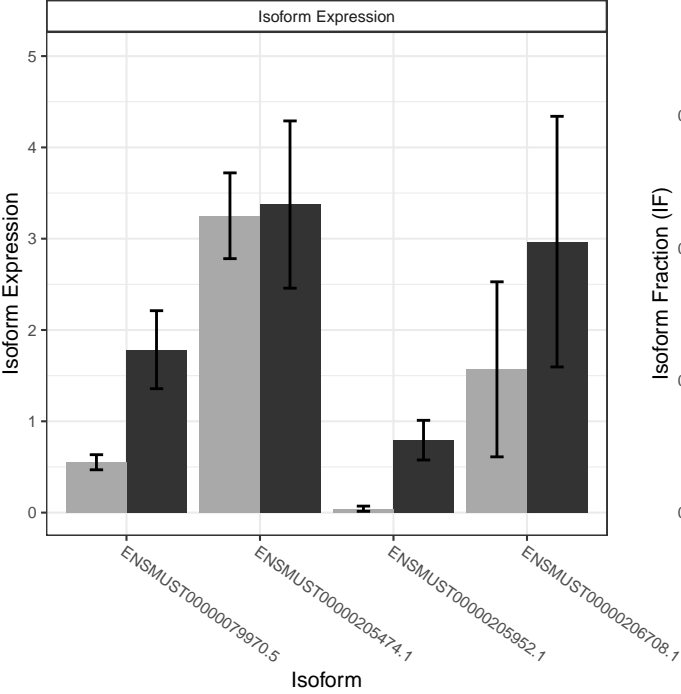 Isoform Expression
5
4
3
2
1
0
Isoform Expression
ENSMUST00000079970.5
ENSMUST00000205474.1
ENSMUST00000205952.1
ENSMUST00000206708.1
Isoform
Isoform Fraction (IF)